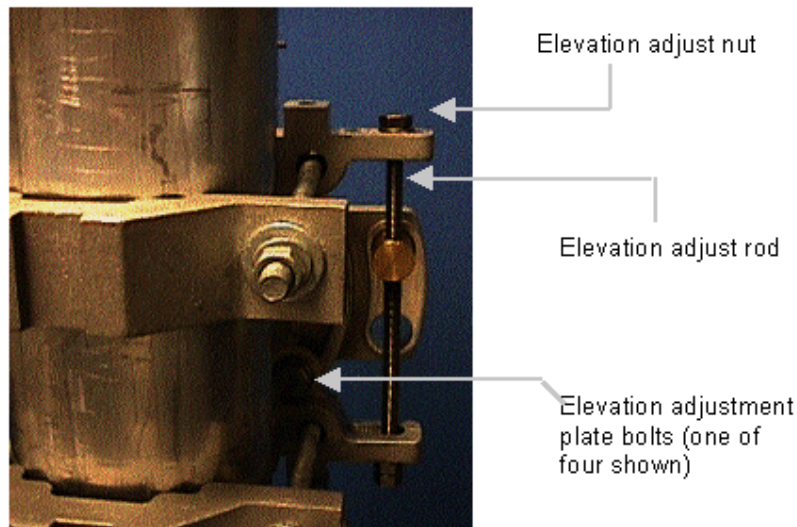 Elevation adjust nut
Elevation adjust rod
Elevation adjustment
plate bolts (one of
four shown)